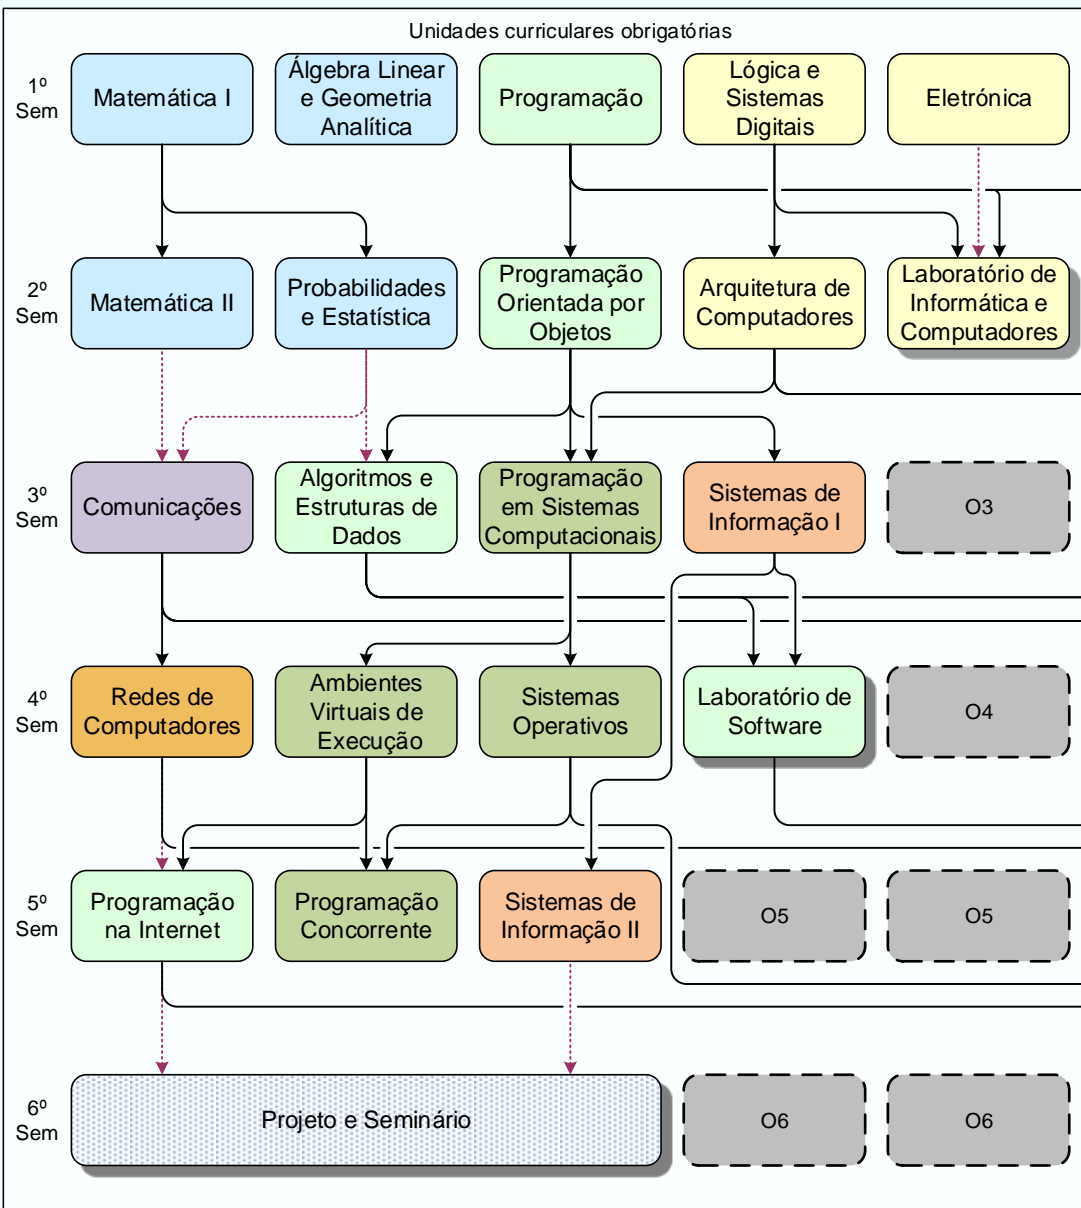 Unidades curriculares obrigatórias
1º
Sem
Matemática I
Álgebra Linear
e Geometria
Analítica
Programação
Lógica e
Sistemas
Digitais
Eletrónica
2º
Sem
Matemática II
Probabilidades
e Estatística
Programação
Orientada por
Objetos
Arquitetura de
Computadores
Laboratório de
Informática e
Computadores
3º
Sem
Comunicações
Algoritmos e
Estruturas de
Dados
Programação
em Sistemas
Computacionais
Sistemas de
Informação I
O3
4º
Sem
Redes de
Computadores
Ambientes
Virtuais de
Execução
Sistemas
Operativos
Laboratório de
Software
O4
5º
Sem
Programação
na Internet
Programação
Concorrente
Sistemas de
Informação II
O5
O5
6º
Sem
Projeto e Seminário
O6
O6